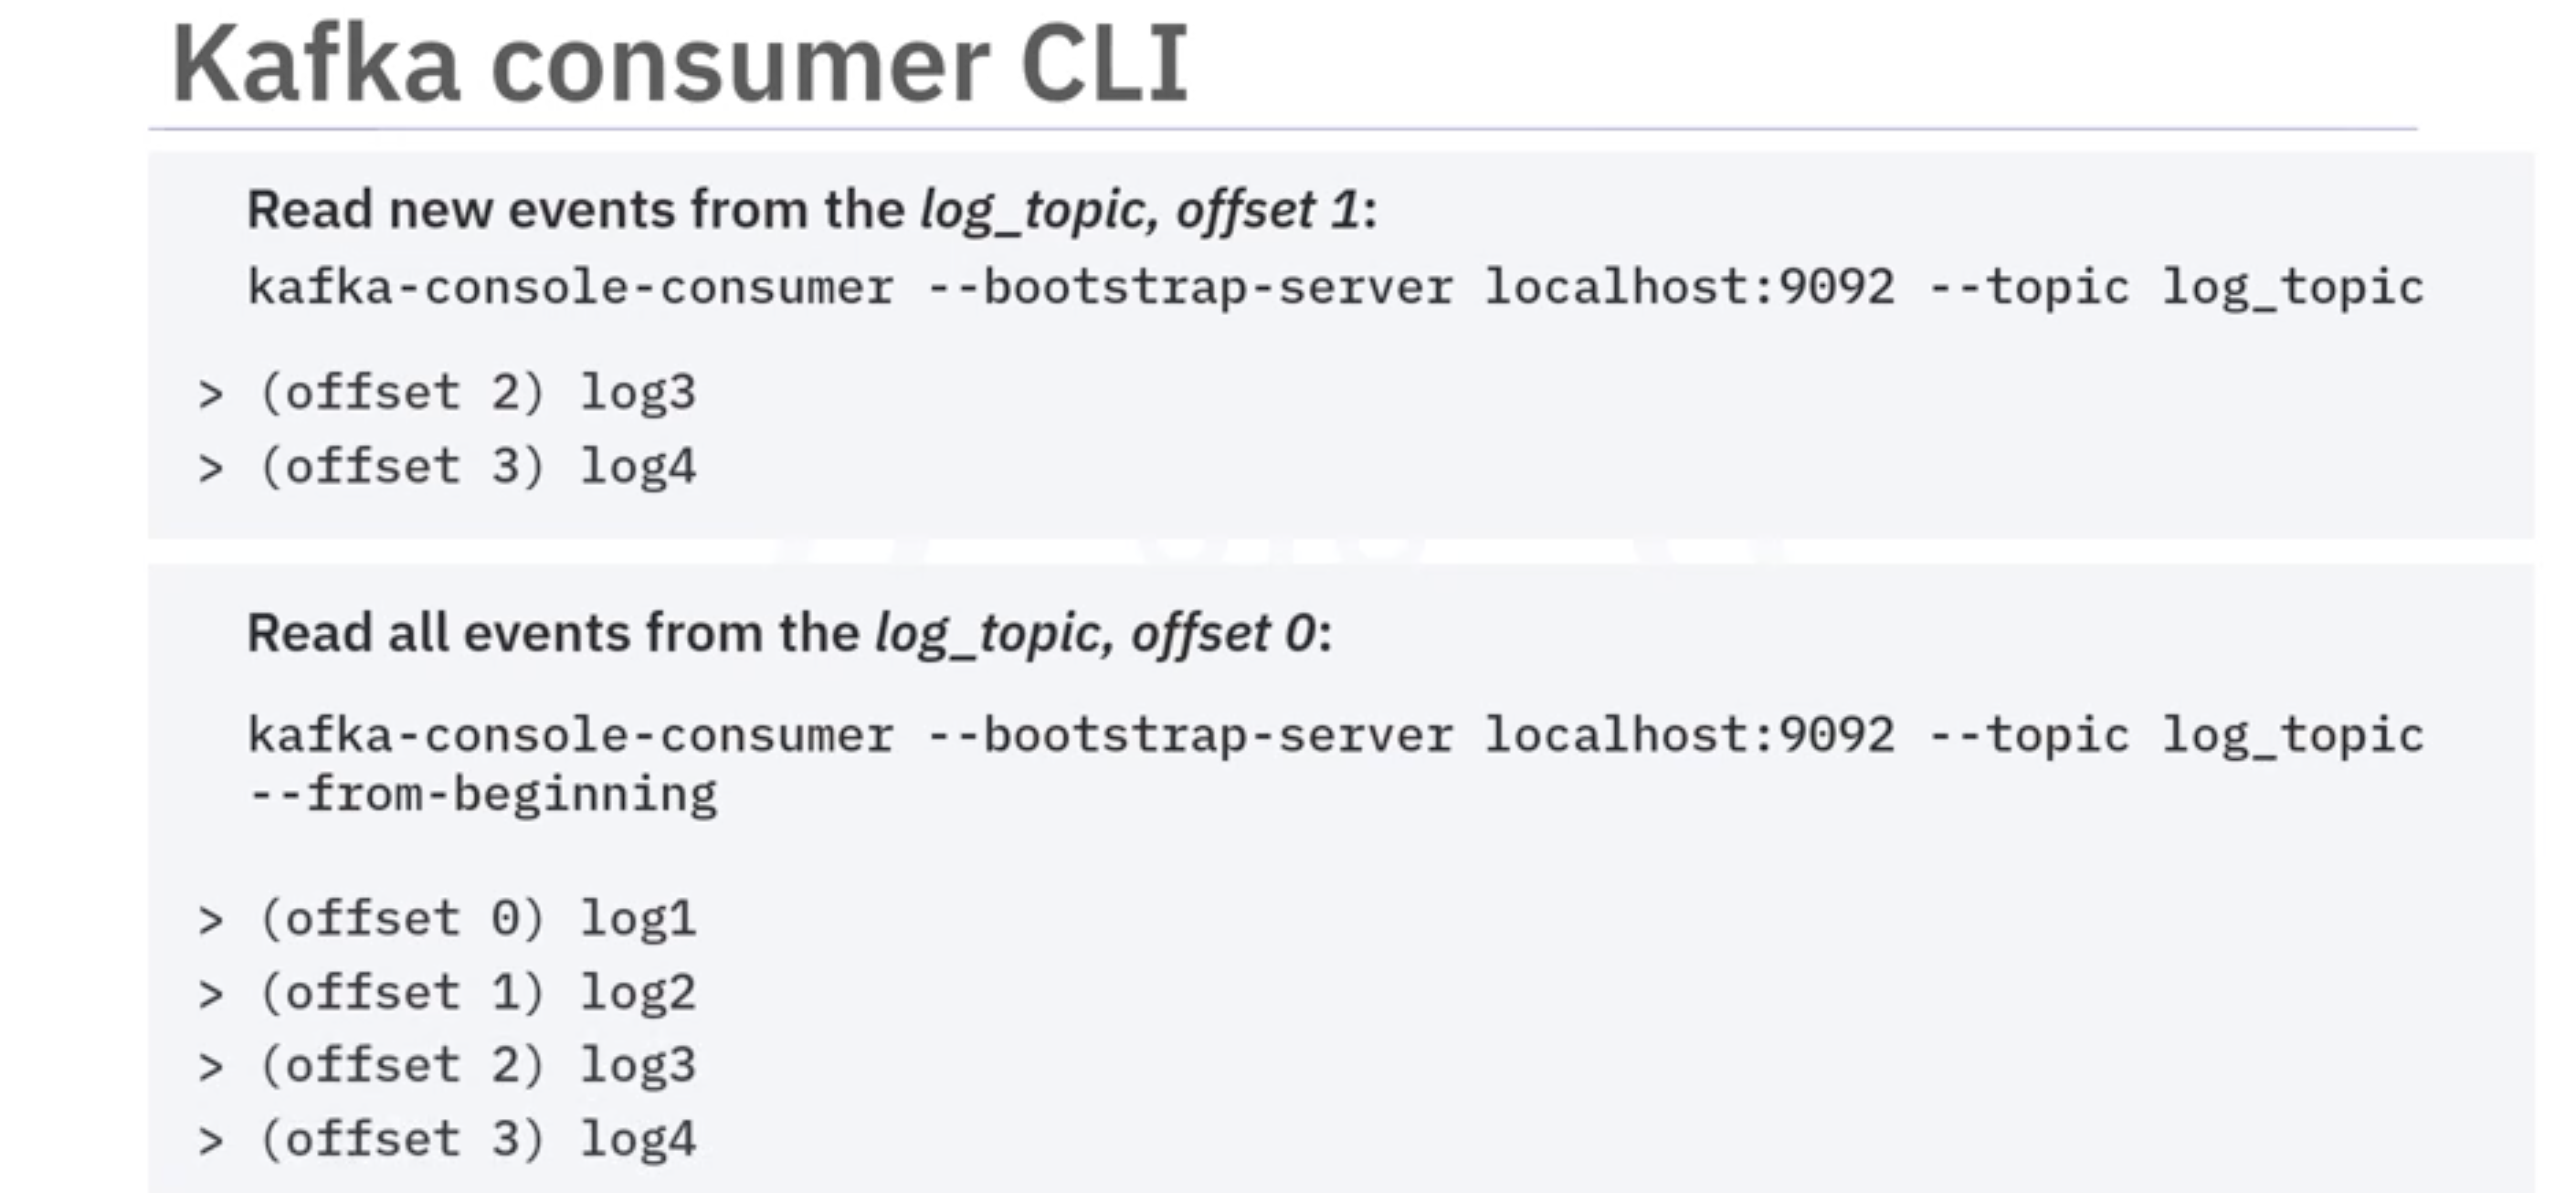 Kafka consumer CLI
Read new events from the log_topic, offset 1:
kafka-console-consumer --bootstrap-server localhost:9092 --topic log_topic
> (offset 2) log3
> (offset 3) log4
Read all events from the log_topic, offset 0:
kafka-console-consumer --bootstrap-server localhost:9092 --topic log_topic
--from-beginning
> (offset 0) log1
> (offset 1) log2
> (offset 2) log3
> (offset 3) log4